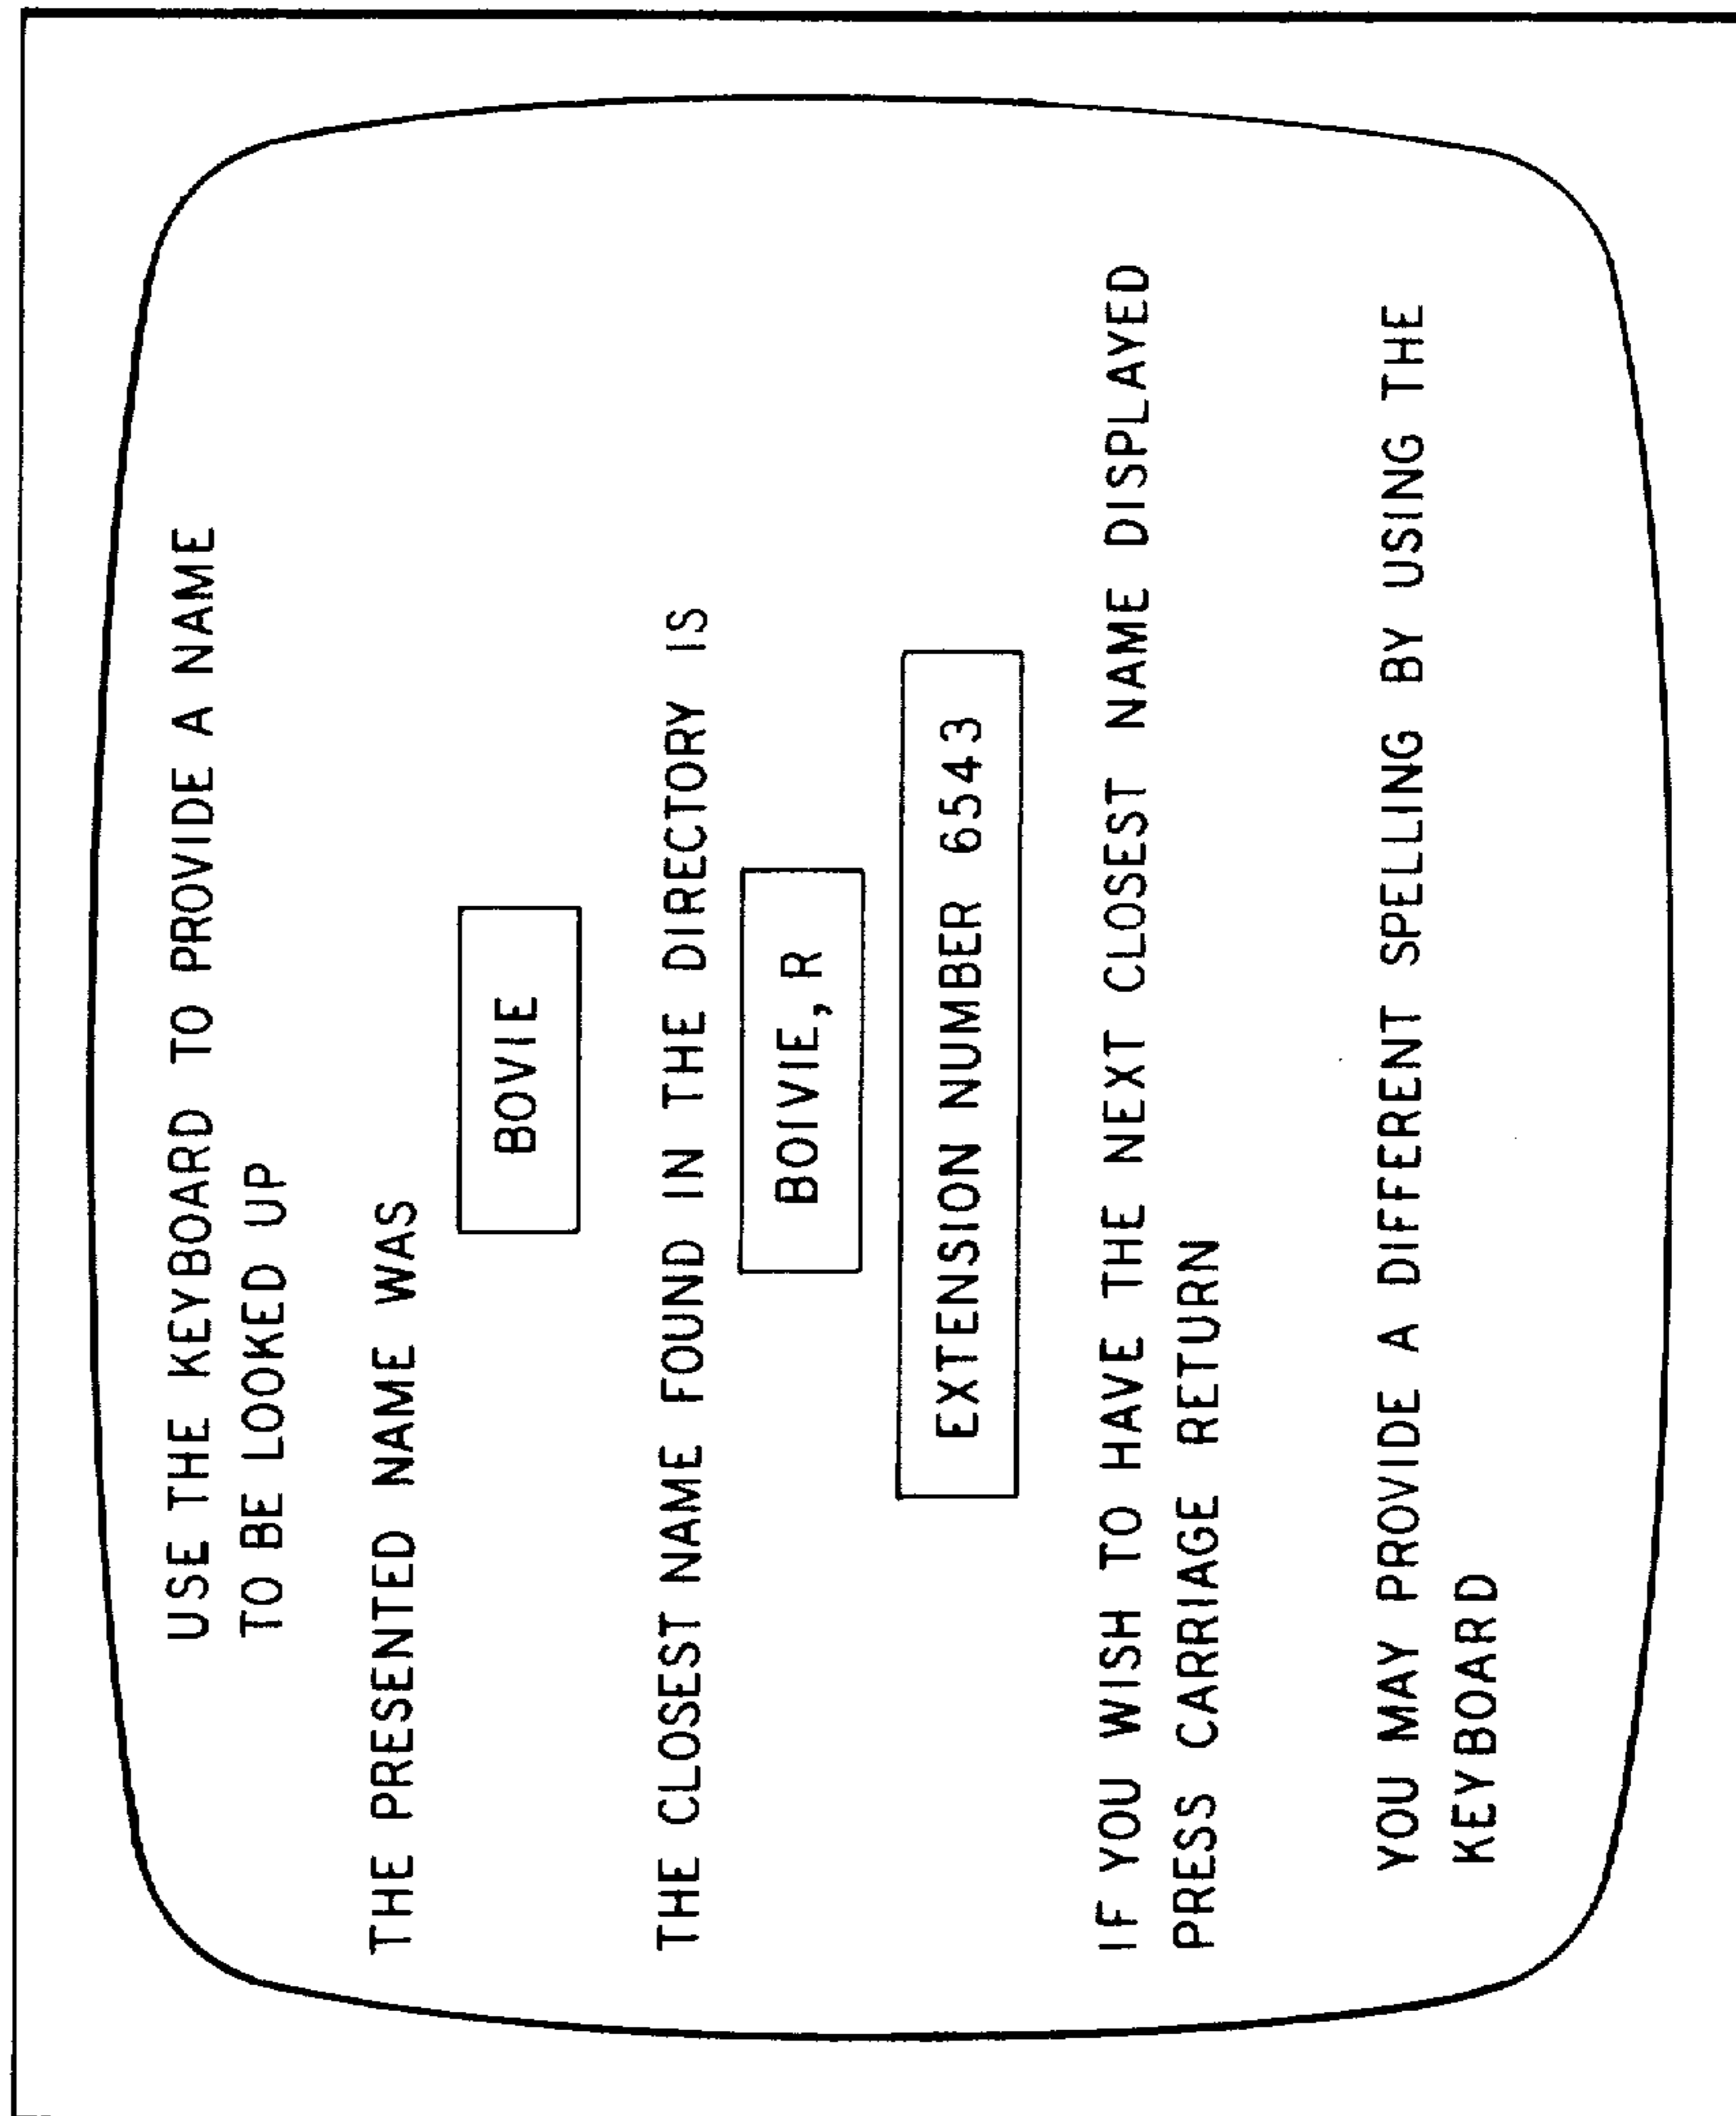 USE THE KEYBOARD TO PROVIDE A NAME
TO BE LOOKED UP
THE PRESENTED NAME WAS
BOVIE
THE CLOSEST NAME FOUND IN THE DIRECTORY IS
BOIVIE,R
EXTENSION NUMBER 6543
IF YOU WISH TO HAVE THE NEXT CLOSEST NAME DISPLAYED
PRESS CARRIAGE RETURN
YOU MAY PROVIDE A DIFFERENT SPELLING BY USING THE
KEYBOARD